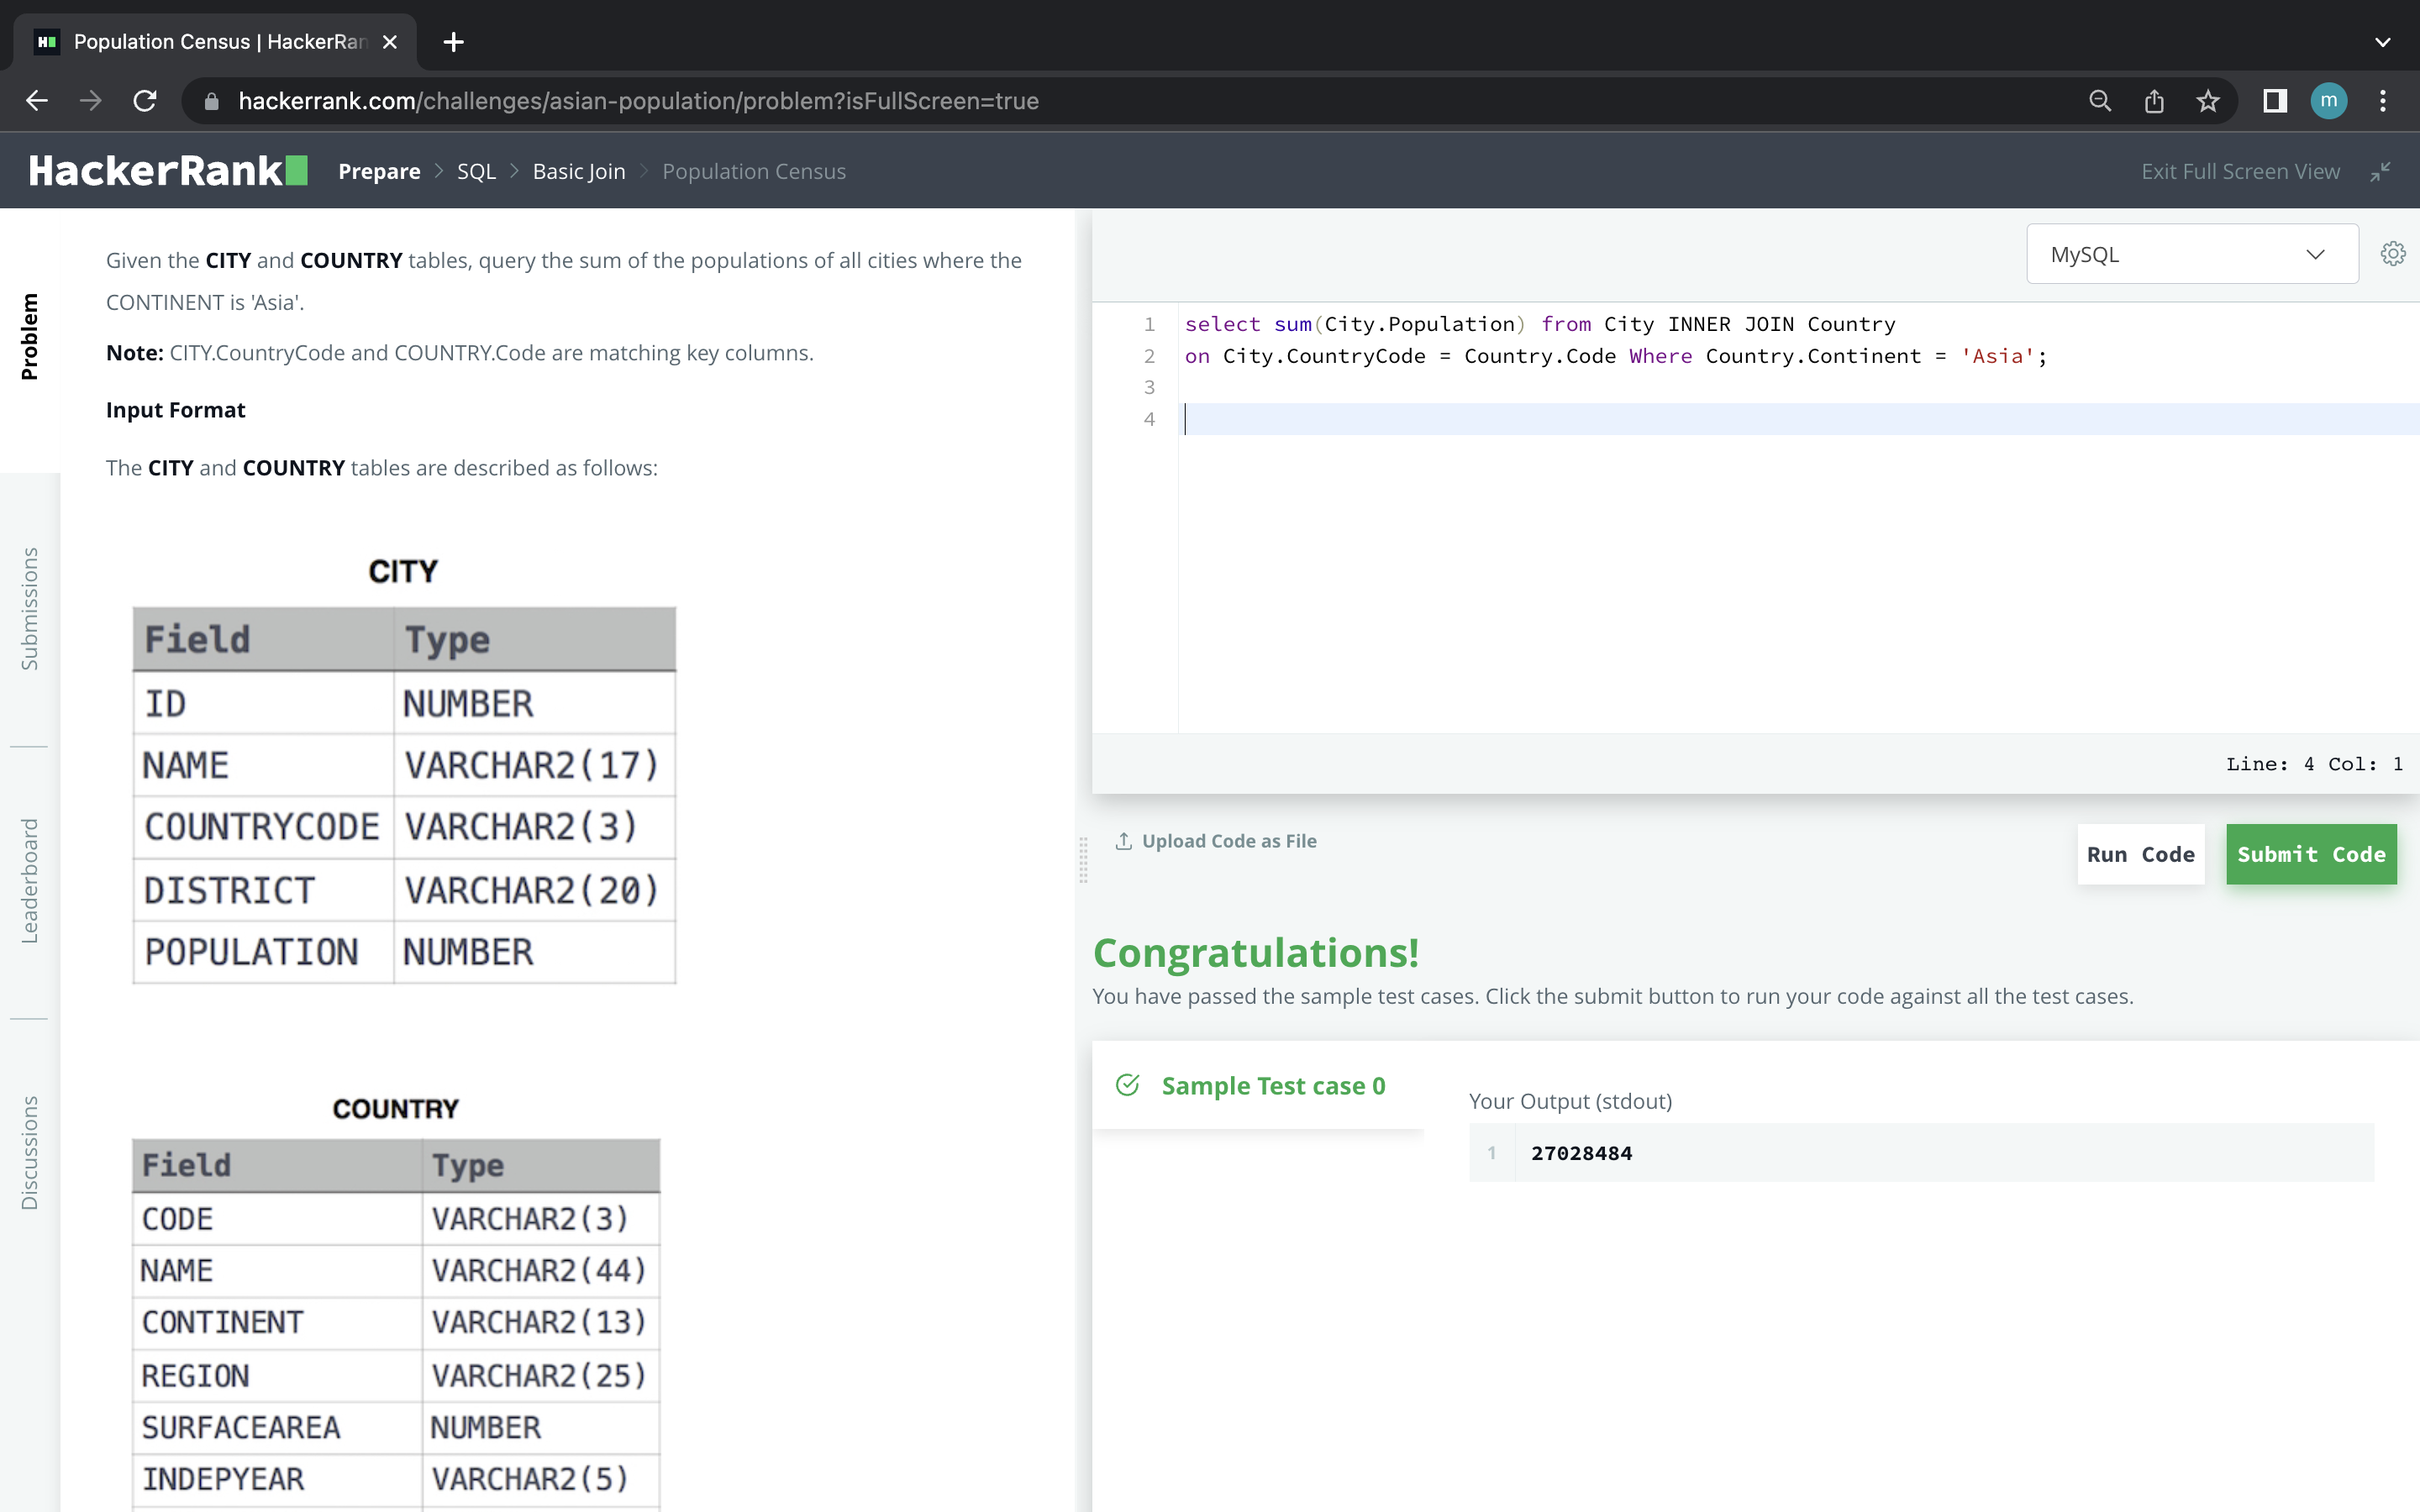 Population Census | HackerRan
hackerrank.com/challenges/asian-population/problem?isFullScreen=true
m
HackerRank
Prepare > SQL > Basic Join > Population Census
Exit Full Screen View
Problem
Submissions
Leaderboard
Discussions
Given the CITY and COUNTRY tables, query the sum of the populations of all cities where the
CONTINENT is 'Asia'.
Note: CITY.CountryCode and COUNTRY.Code are matching key columns.
Input Format
The CITY and COUNTRY tables are described as follows:
CITY
Field Type
ID NUMBER
NAME VARCHAR2(17)
COUNTRYCODE VARCHAR2(3)
DISTRICT VARCHAR2(20)
POPULATION NUMBER
COUNTRY
Field Type
CODE VARCHAR2(3)
NAME VARCHAR2(44)
CONTINENT VARCHAR2(13)
REGION VARCHAR2(25)
SURFACEAREA NUMBER
INDEPYEAR VARCHAR2(5)
MySQL
1 select sum(City.Population) from City INNER JOIN Country
2 on City.CountryCode = Country.Code Where Country.Continent = 'Asia';
3
4
Line: 4 Col: 1
Upload Code as File
Run Code
Submit Code
Congratulations!
You have passed the sample test cases. Click the submit button to run your code against all the test cases.
Sample Test case 0
Your Output (stdout)
1 27028484